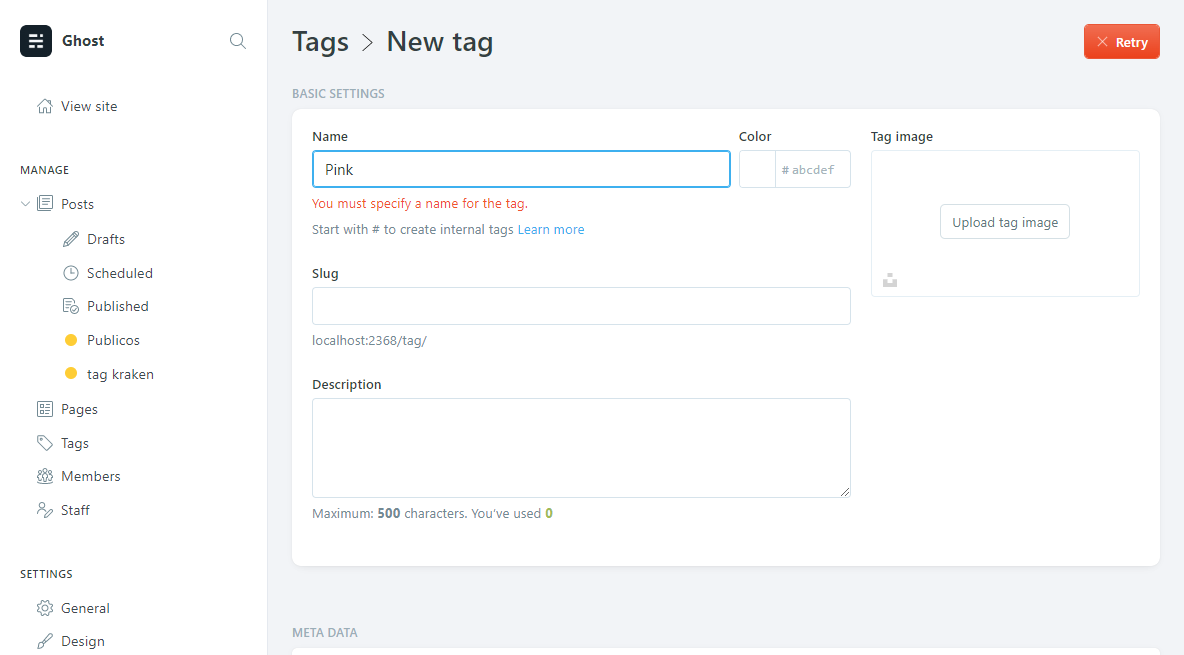 Ghost
View site
MANAGE
Posts
Drafts
Scheduled
Published
Publicos
tag kraken
Pages
Tags
Members
Staff
SETTINGS
General
Design
Tags > New tag
Retry
BASIC SETTINGS
Name
Pink
You must specify a name for the tag.
Start with # to create internal tags Learn more
Color
# abcdef
Tag image
Upload tag image
Slug
localhost:2368/tag/
Description
Maximum: 500 characters. You've used 0
META DATA